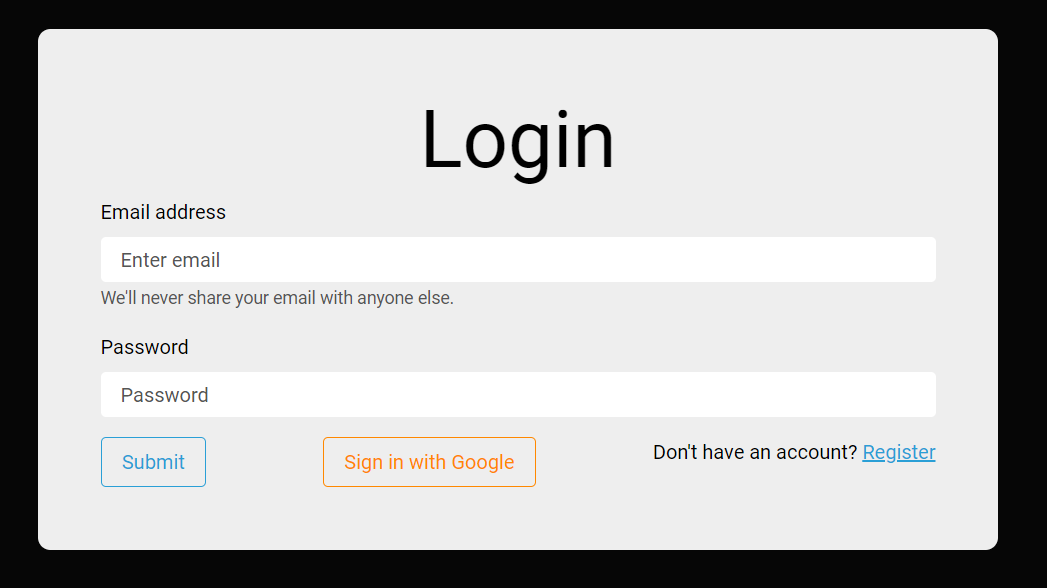 Login
Email address
Enter email
We'll never share your email with anyone else.
Password
Password
Submit
Sign in with Google
Don't have an account? Register